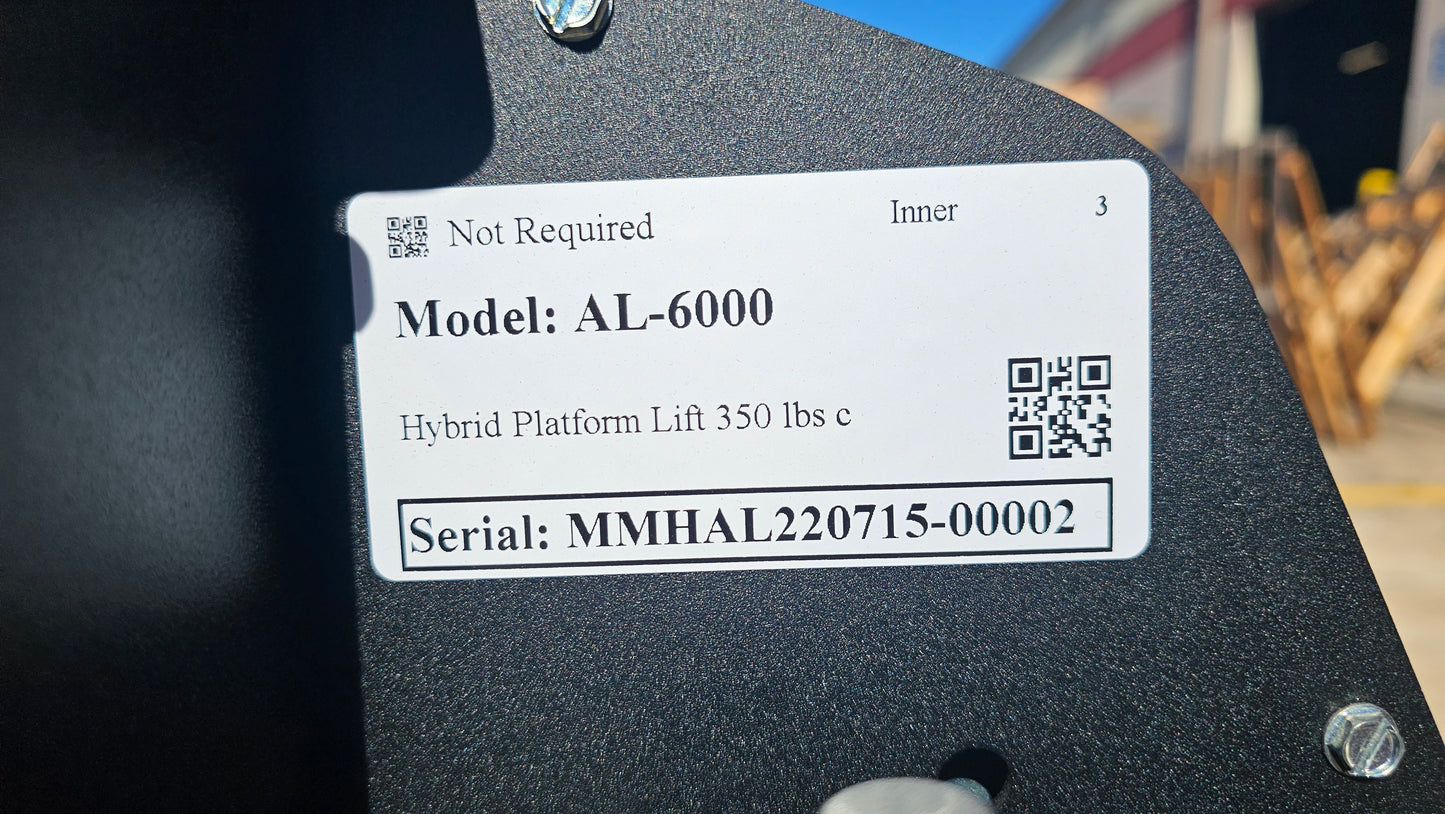 Not Required Inner 3
Model: AL-6000
Hybrid Platform Lift 350 lbs c
Serial: MMHAL220715-00002